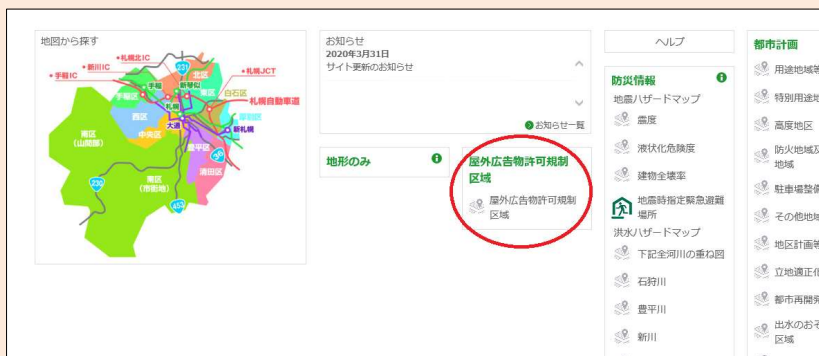 地図から探す
札幌北IC
新川IC
手稲IC
231
札幌JCT
北区
手稲
新琴似
東区
手稲区
白石区
札幌
札幌自動車道
西区
大通
厚別区
中央区
新札幌
豊平区
南区
(山間部)
36
清田区
230
南区
(市街地)
453
お知らせ
2020年3月31日
サイト更新のお知らせ
お知らせ一覧
地形のみ
屋外広告物許可規制
区域
屋外広告物許可規制
区域
ヘルプ
防災情報
地震ハザードマップ
震度
液状化危険度
建物全壊率
地震時指定緊急避難
場所
洪水ハザードマップ
下記全河川の重ね図
石狩川
豊平川
新川
都市計画
用途地域等
特別用途地
高度地区
防火地域及
地域
駐車場整備
その他地域
地区計画等
立地適正化
都市再開発
出水のおそ
区域